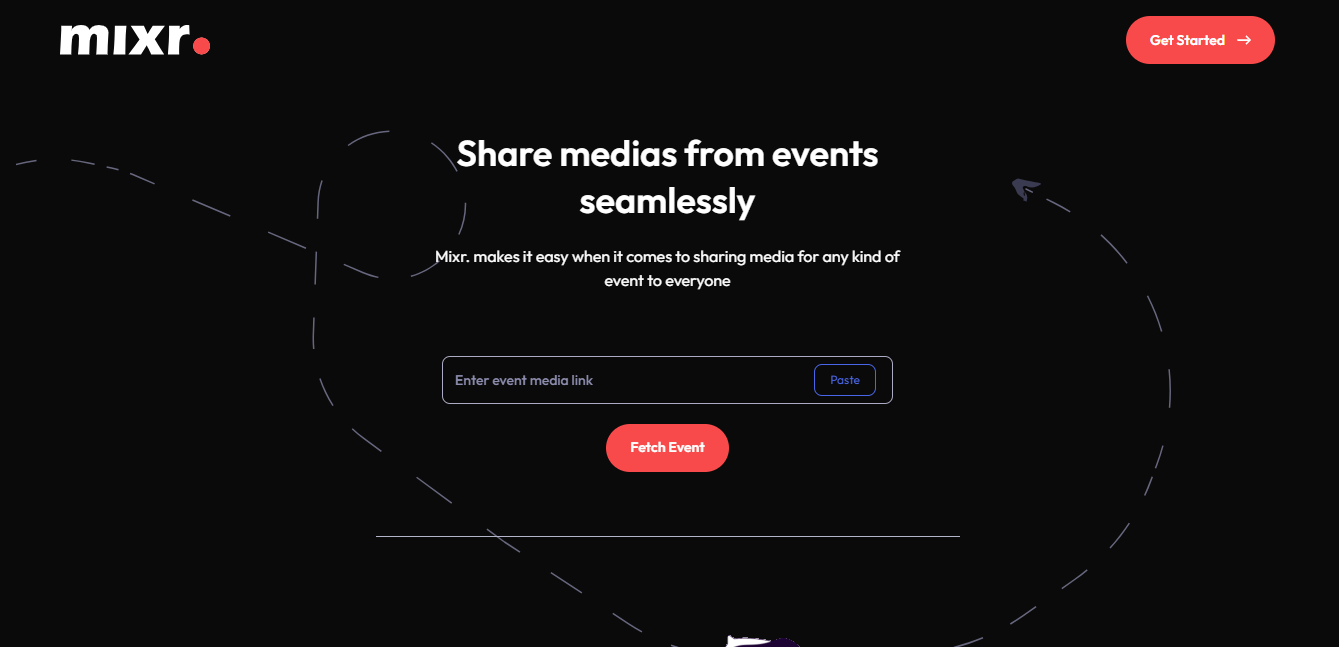 mixr.
Get Started
Share medias from events
seamlessly
Mixr. makes it easy when it comes to sharing media for any kind of
event to everyone
Enter event media link
Paste
Fetch Event